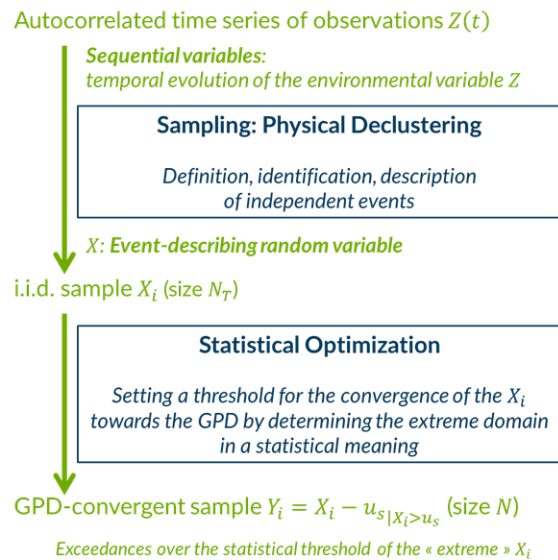 Autocorrelated time series of observations Z(t)
Sequential variables:
temporal evolution of the environmental variable Z
Sampling: Physical Declustering
Definition, identification, description
of independent events
X: Event-describing random variable
i.i.d. sample X_i (size N_T)
Statistical Optimization
Setting a threshold for the convergence of the X_i
towards the GPD by determining the extreme domain
in a statistical meaning
GPD-convergent sample Y_i = X_i − u_{s|X_i>u_s} (size N)
Exceedances over the statistical threshold of the « extreme » X_i